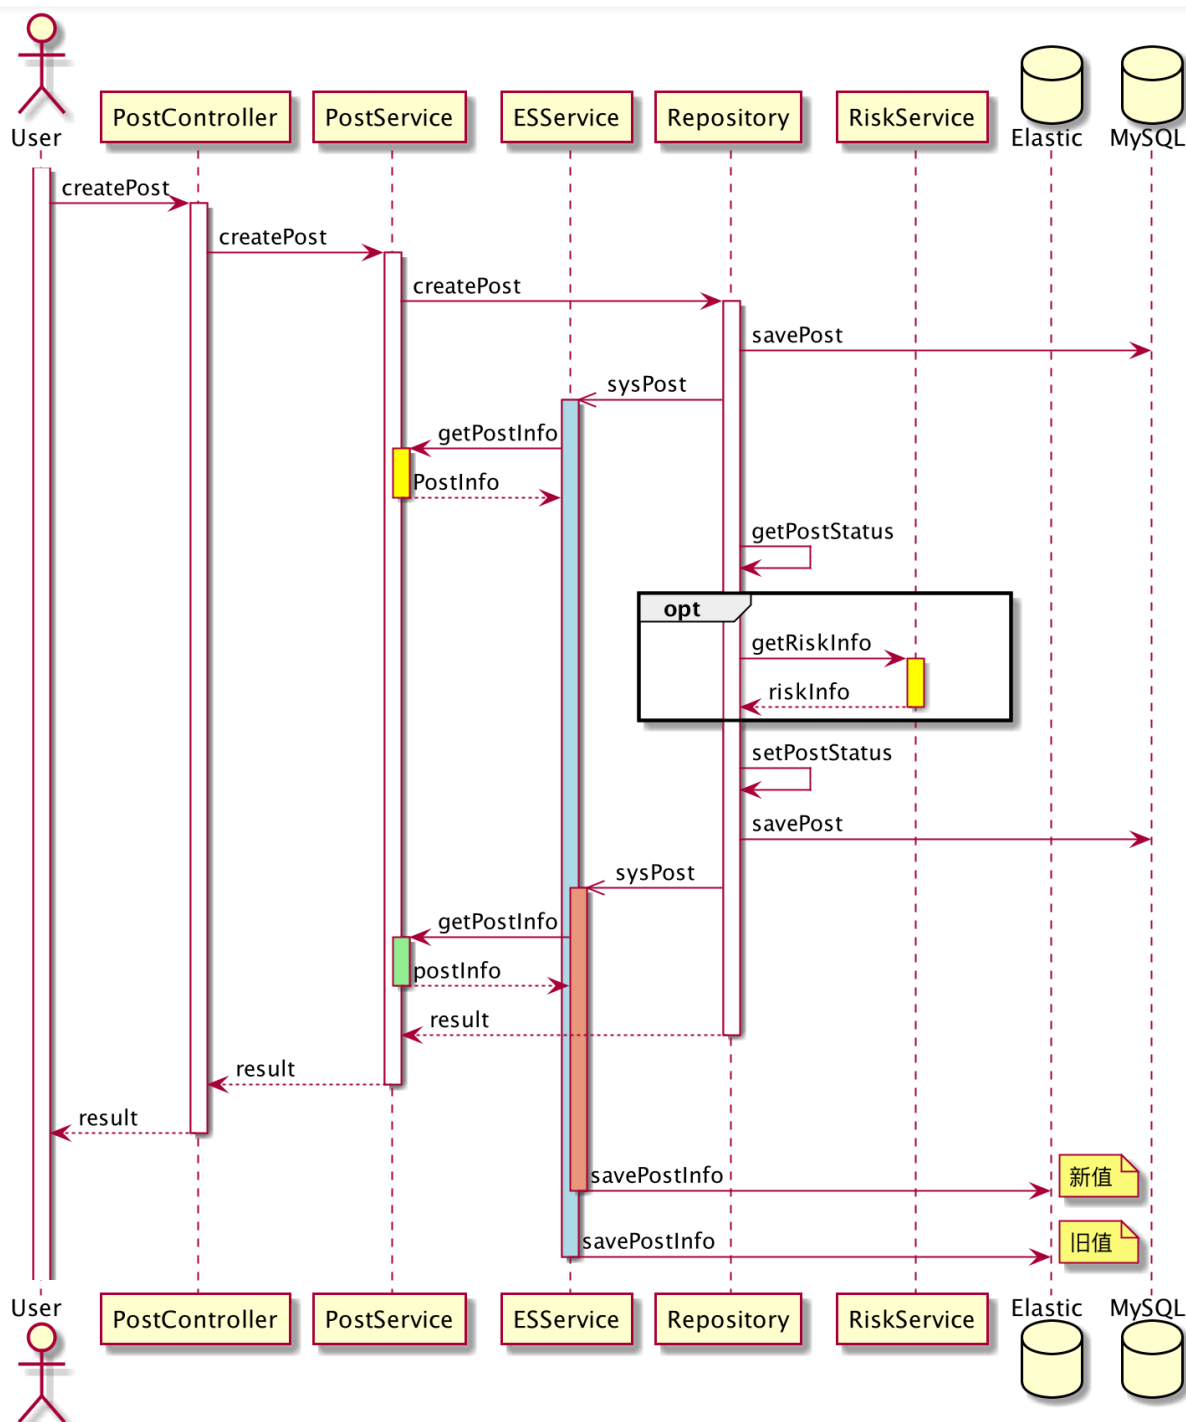 User
PostController
PostService
ESService
Repository
RiskService
Elastic
MySQL
createPost
createPost
createPost
savePost
sysPost
getPostInfo
PostInfo
getPostStatus
opt
getRiskInfo
riskInfo
setPostStatus
savePost
sysPost
getPostInfo
postInfo
result
result
result
savePostInfo
新值
savePostInfo
旧值
User
PostController
PostService
ESService
Repository
RiskService
Elastic
MySQL